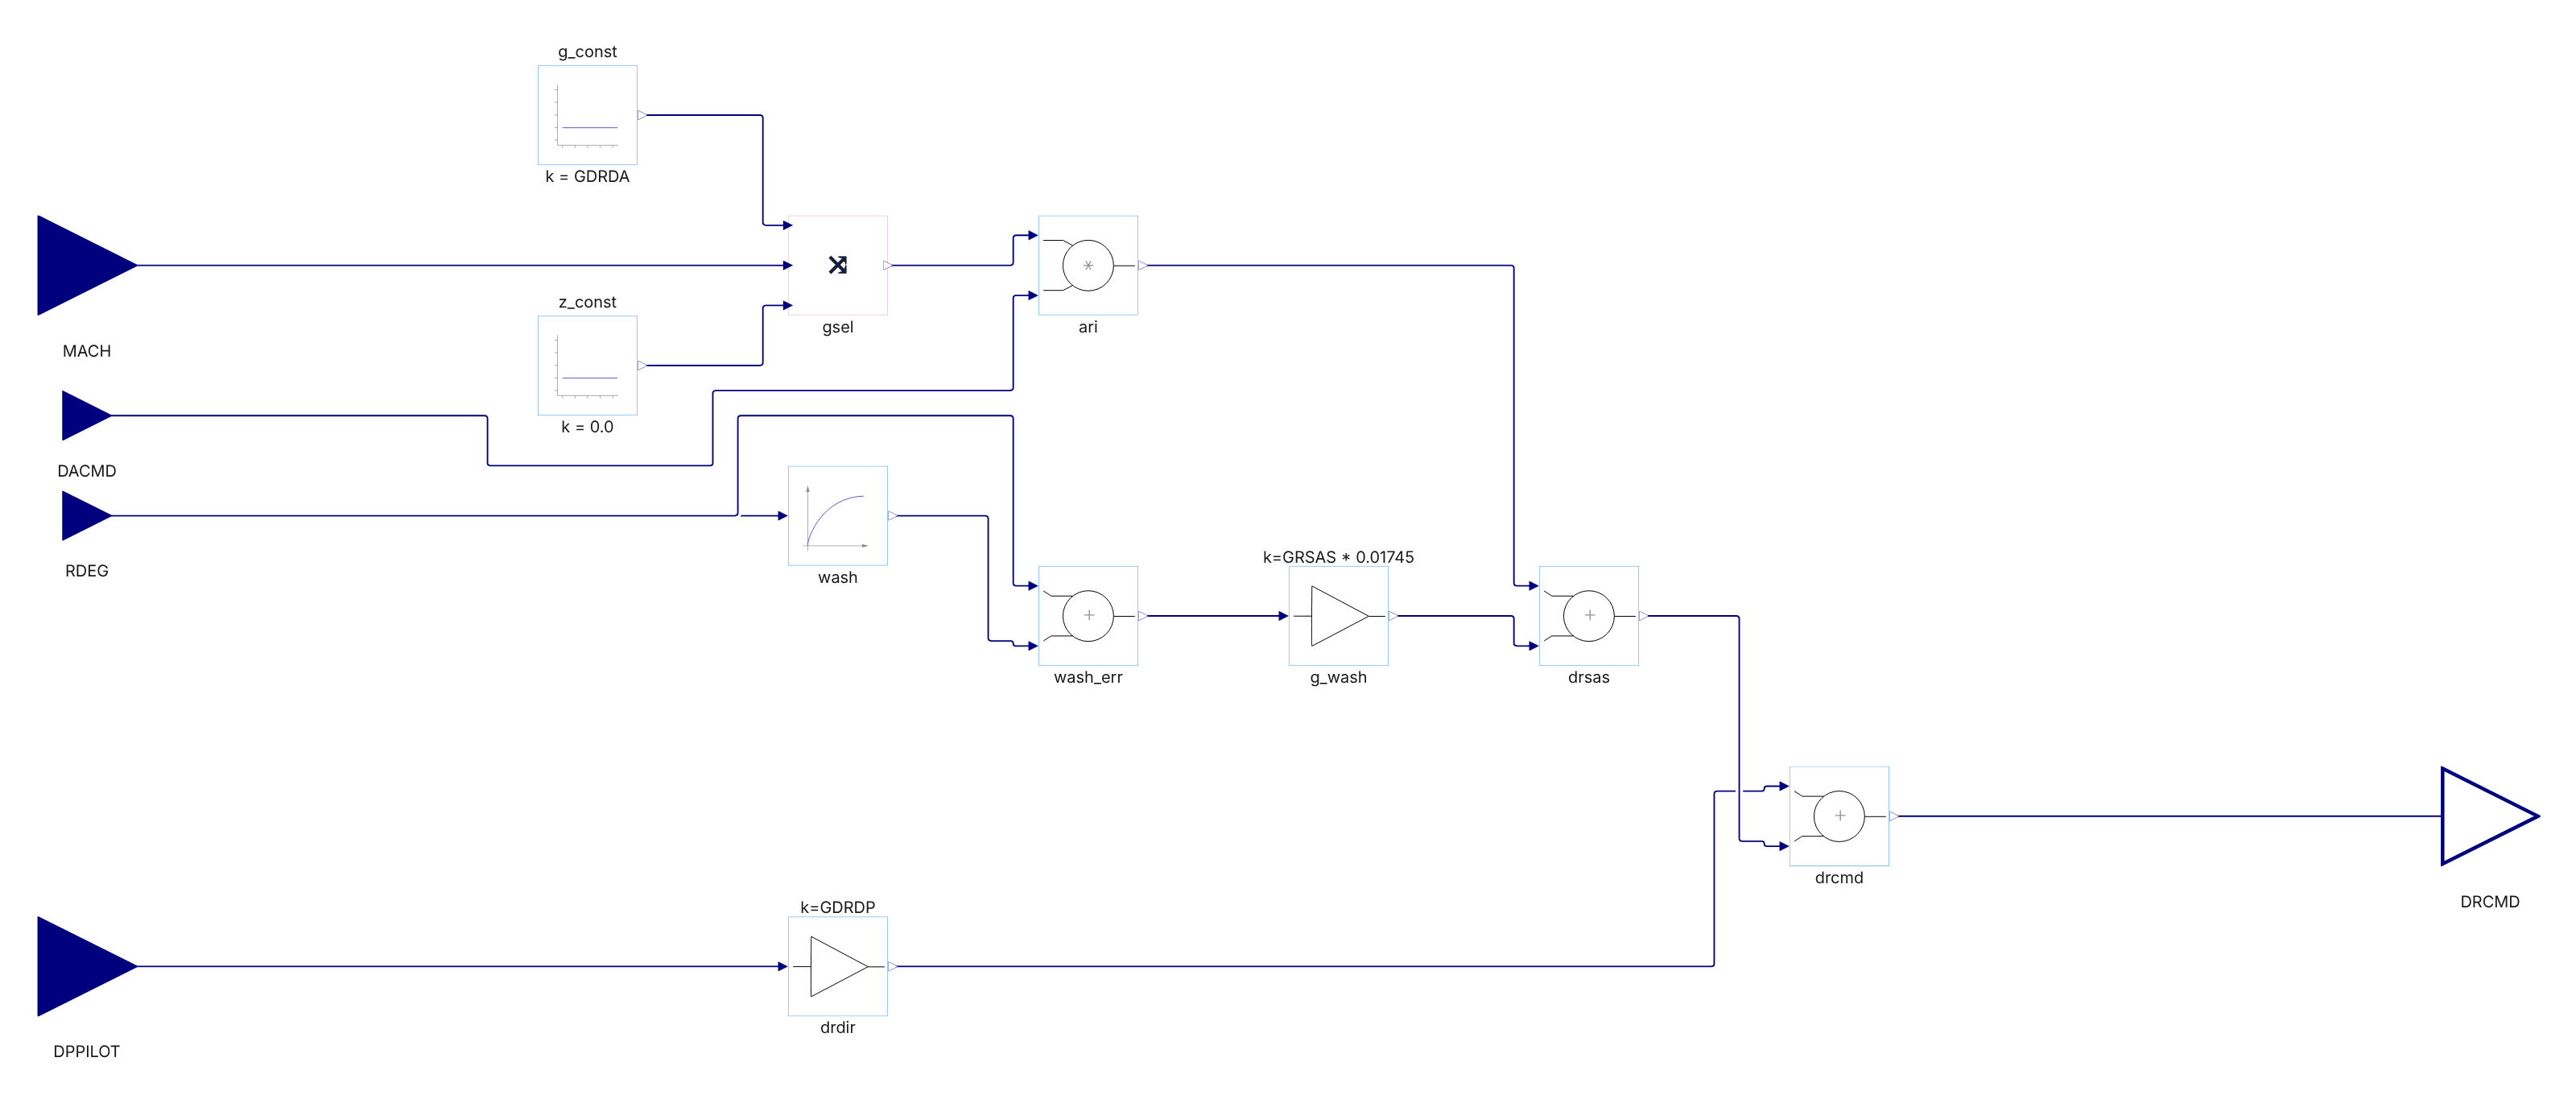 g_const
k = GDRDA
z_const
gsel
ari
MACH
k = 0.0
DACMD
RDEG
wash
k=GRSAS * 0.01745
wash_err
g_wash
drsas
drcmd
DRCMD
k=GDRDP
drdir
DPPILOT